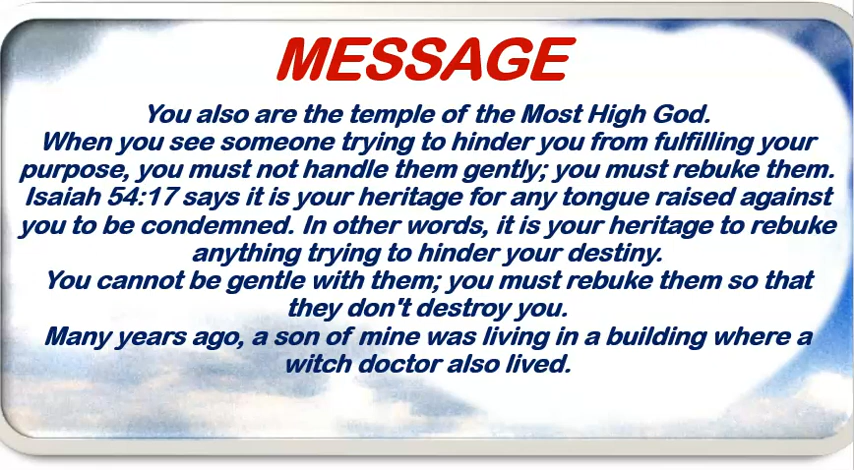 MESSAGE
You also are the temple of the Most High God.
When you see someone trying to hinder you from fulfilling your
purpose, you must not handle them gently; you must rebuke them.
Isaiah 54:17 says it is your heritage for any tongue raised against
you to be condemned. In other words, it is your heritage to rebuke
anything trying to hinder your destiny.
You cannot be gentle with them; you must rebuke them so that
they don't destroy you.
Many years ago, a son of mine was living in a building where a
witch doctor also lived.